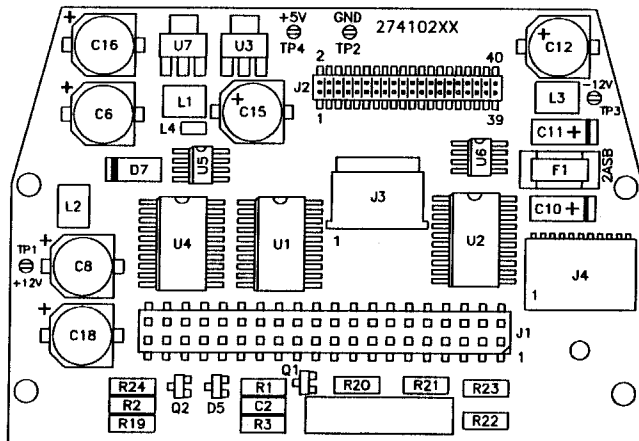 +5V GND 274102XX
TP4 TP2
C16 U7 U3 C12
2 40
J2
1 39
-12V
TP3
C6 L1 C15 L3
L4 C11
U5 U6
D7 F1 2ASB
L2 J3 C10
1
U4 U1 U2
TP1
+12V
C8 J4
1
C18 J1
1
Q1
R24 R1 R20 R21 R23
R2 Q2 D5 C2
R19 R3 R22